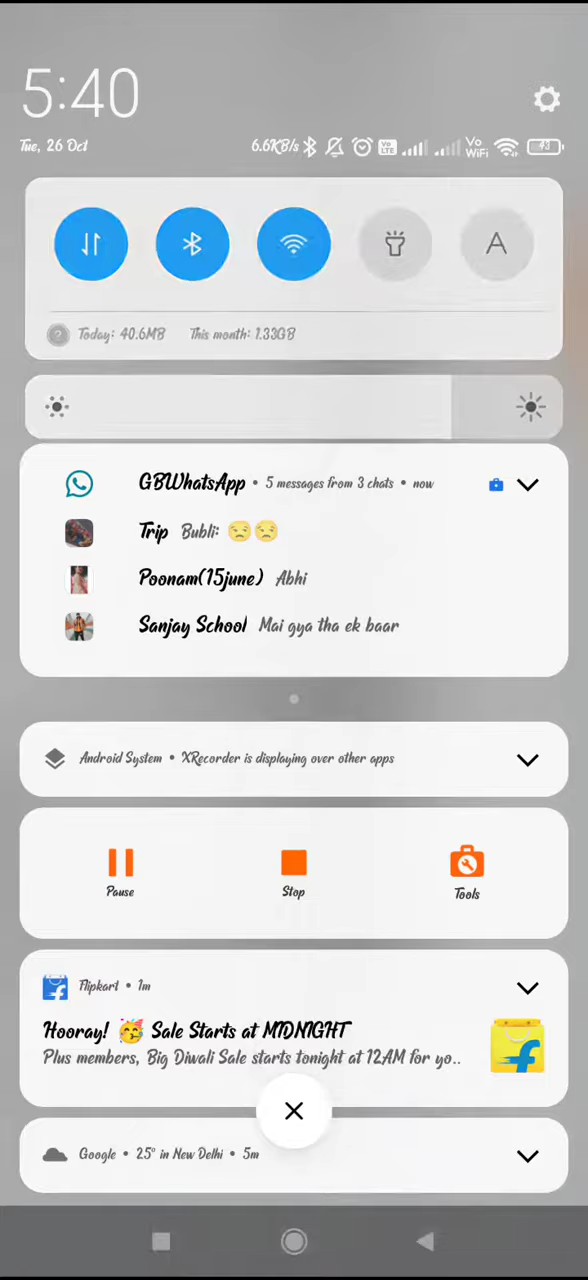 5:40
Tue, 26 Oct 6.6KB/s Vo LTE Vo WiFi 43
A
Today: 40.6MB This month: 1.33GB
GBWhatsApp • 5 messages from 3 chats • now
Trip Bubli: 😒😒
Poonam(15june) Abhi
Sanjay School Mai gya tha ek baar
Android System • XRecorder is displaying over other apps
Pause Stop Tools
Flipkart • 1m
Hooray! 🥳 Sale Starts at MIDNIGHT
Plus members, Big Diwali Sale starts tonight at 12AM for yo..
Google • 25° in New Delhi • 5m